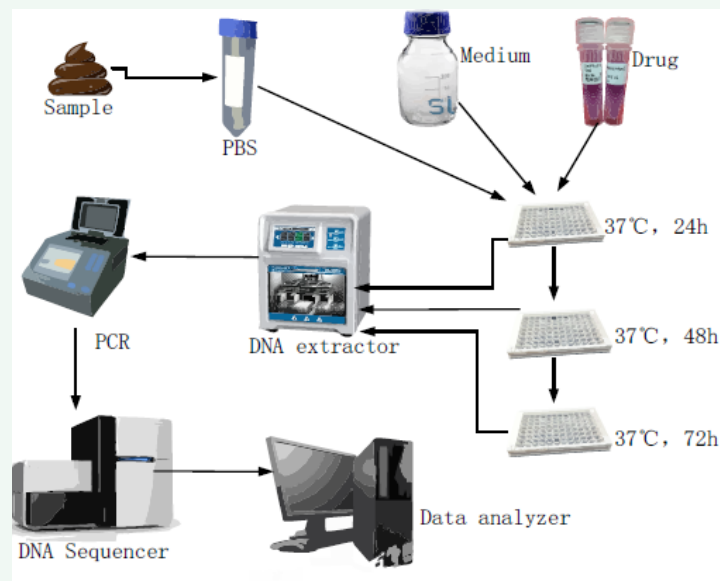 Sample
PBS
Medium
Drug
37℃, 24h
37℃, 48h
37℃, 72h
DNA extractor
PCR
DNA Sequencer
Data analyzer